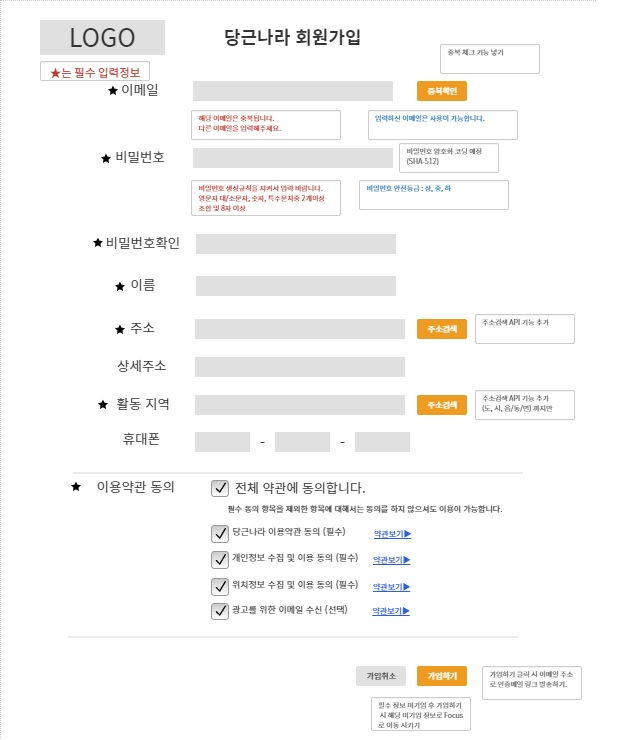 LOGO
당근나라 회원가입
중복 체크 기능 넣기
★는 필수 입력정보
★ 이메일
중복확인
해당 이메일은 중복됩니다.
다른 이메일을 입력해주세요.
입력하신 이메일은 사용이 가능합니다.
★ 비밀번호
비밀번호 암호화 코딩 예정
(SHA-512)
비밀번호 생성규칙을 지켜서 입력 바랍니다.
영문자 대/소문자, 숫자, 특수문자중 2개이상
조합 및 8자 이상
비밀번호 안전등급 : 상, 중, 하
★ 비밀번호확인
★ 이름
★ 주소
주소검색
주소검색 API 기능 추가
상세주소
★ 활동 지역
주소검색
주소검색 API 기능 추가
(도, 시, 읍/동/면) 까지만
휴대폰
- -
★ 이용약관 동의
전체 약관에 동의합니다.
필수 동의 항목을 제외한 항목에 대해서는 동의를 하지 않으셔도 이용이 가능합니다.
당근나라 이용약관 동의 (필수) 약관보기▶
개인정보 수집 및 이용 동의 (필수) 약관보기▶
위치정보 수집 및 이용 동의 (필수) 약관보기▶
광고를 위한 이메일 수신 (선택) 약관보기▶
가입취소
가입하기
가입하기 클릭 시 이메일 주소
로 인증메일 링크 발송하기.
필수 정보 미기입 후 가입하기
시 해당 미기입 정보로 Focus
로 이동 시키기